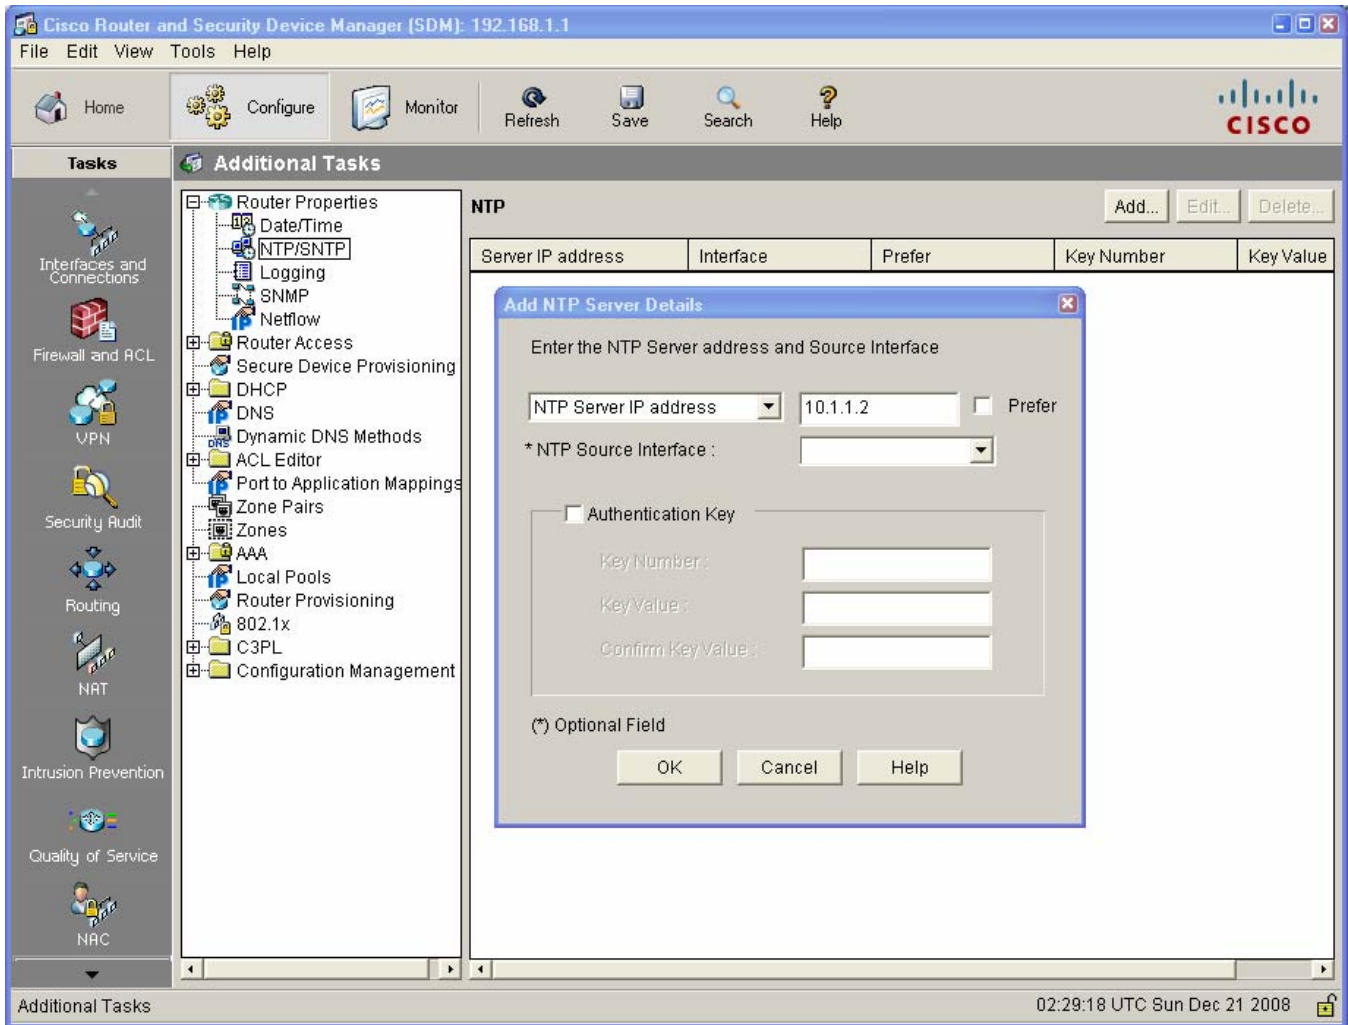 Cisco Router and Security Device Manager (SDM): 192.168.1.1
File Edit View Tools Help
Home Configure Monitor Refresh Save Search Help
CISCO
Tasks
Additional Tasks
Interfaces and
Connections
Firewall and ACL
VPN
Security Audit
Routing
NAT
Intrusion Prevention
Quality of Service
NAC
Router Properties
Date/Time
NTP/SNTP
Logging
SNMP
Netflow
Router Access
Secure Device Provisioning
DHCP
DNS
Dynamic DNS Methods
ACL Editor
Port to Application Mappings
Zone Pairs
Zones
AAA
Local Pools
Router Provisioning
802.1x
C3PL
Configuration Management
NTP Add... Edit... Delete...
Server IP address Interface Prefer Key Number Key Value
Add NTP Server Details
Enter the NTP Server address and Source Interface
NTP Server IP address 10.1.1.2 Prefer
* NTP Source Interface :
Authentication Key
Key Number :
Key Value :
Confirm Key Value :
(*) Optional Field
OK Cancel Help
Additional Tasks 02:29:18 UTC Sun Dec 21 2008